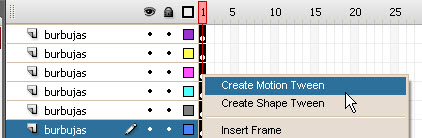 1 5 10 15 20 25
burbujas
burbujas
burbujas
burbujas
Create Motion Tween
burbujas
Create Shape Tween
burbujas
Insert Frame